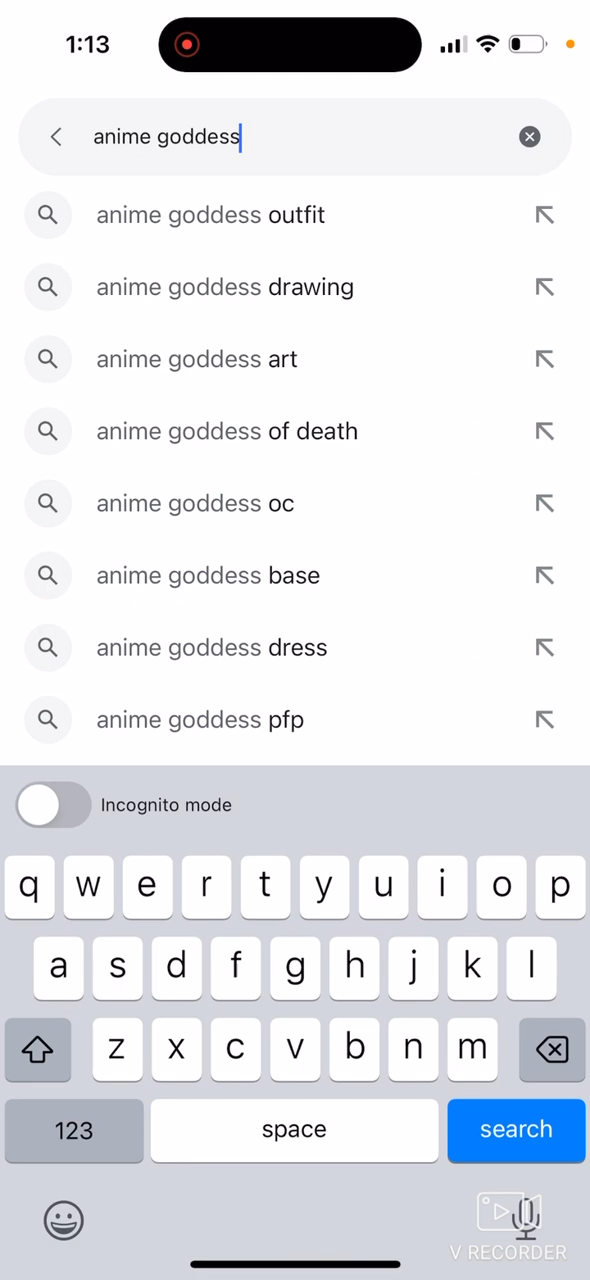 1:13
anime goddess
anime goddess outfit
anime goddess drawing
anime goddess art
anime goddess of death
anime goddess oc
anime goddess base
anime goddess dress
anime goddess pfp
Incognito mode
q w e r t y u i o p
a s d f g h j k l
z x c v b n m
123 space search
V RECORDER